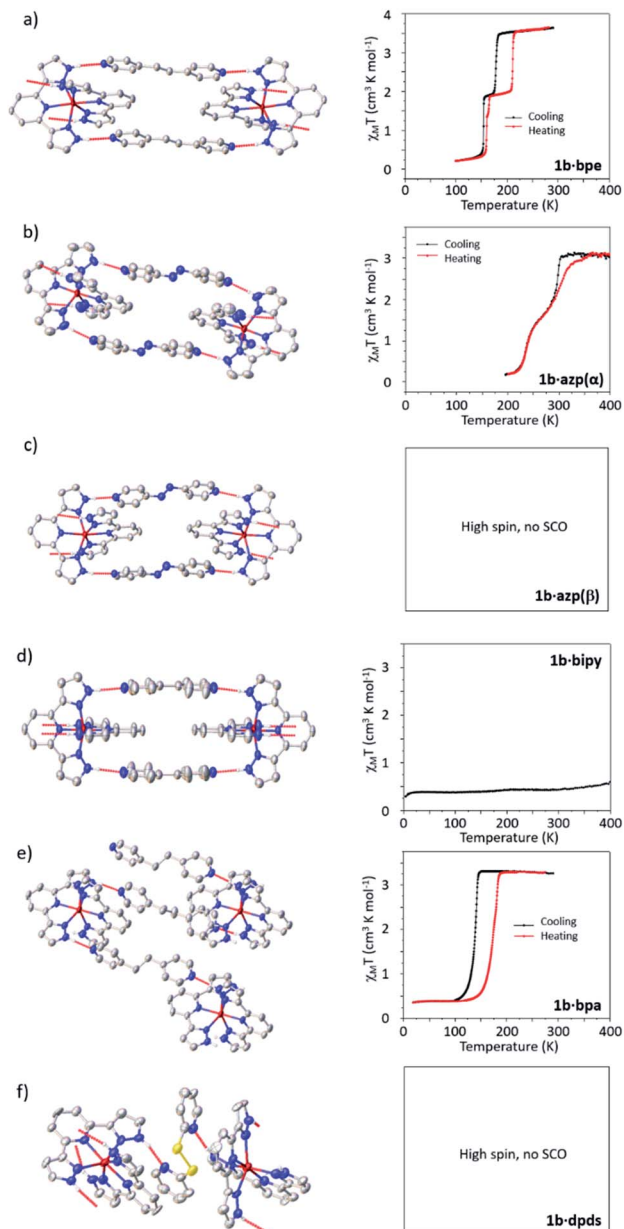 a)
χMT (cm³ K mol⁻¹)
3
2
1
0
Cooling
Heating
1b·bpe
0 100 200 300 400
Temperature (K)
b)
χMT (cm³ K mol⁻¹)
3
2
1
0
Cooling
Heating
1b·azp(α)
0 100 200 300 400
Temperature (K)
c)
High spin, no SCO
1b·azp(β)
d)
1b·bipy
χMT (cm³ K mol⁻¹)
3
2
1
0
0 100 200 300 400
Temperature (K)
e)
χMT (cm³ K mol⁻¹)
3
2
1
0
Cooling
Heating
1b·bpa
0 100 200 300 400
Temperature (K)
f)
High spin, no SCO
1b·dpds